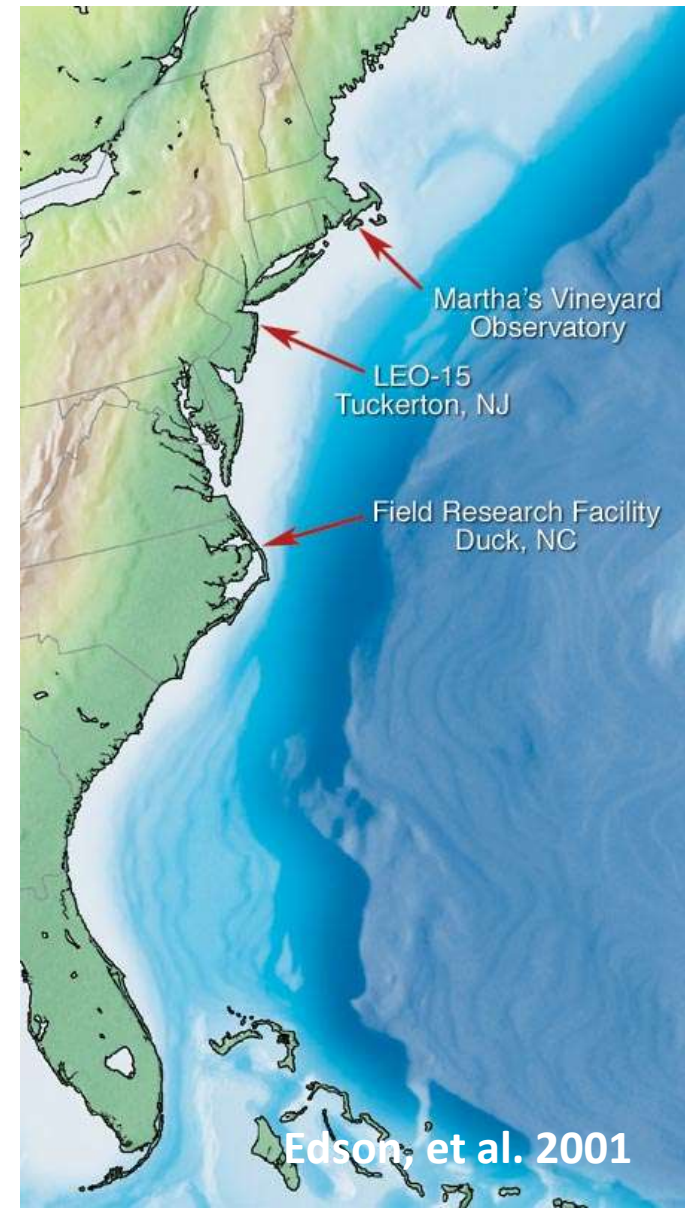 Martha's Vineyard
Observatory
LEO-15
Tuckerton, NJ
Field Research Facility
Duck, NC
Edson, et al. 2001